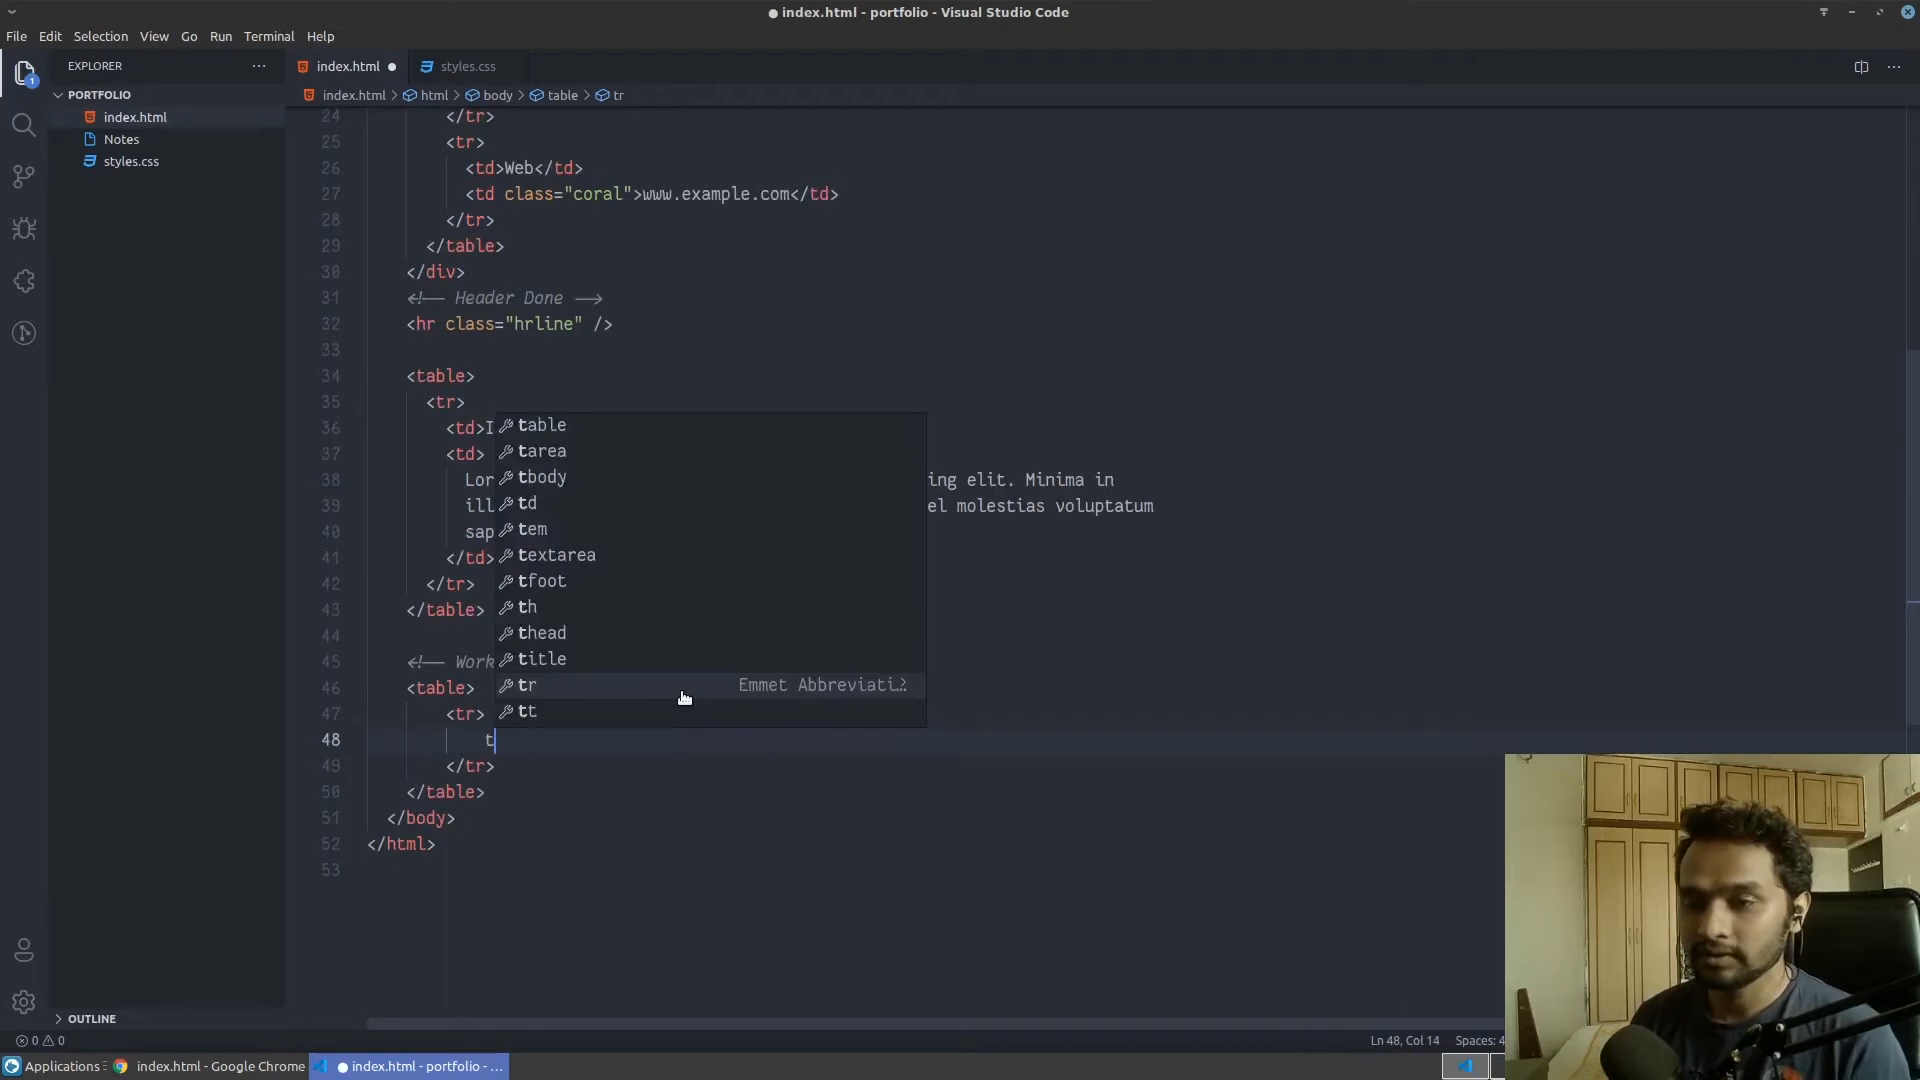 index.html - portfolio - Visual Studio Code
File Edit Selection View Go Run Terminal Help
EXPLORER
index.html
styles.css
PORTFOLIO
index.html > html > body > table > tr
1
index.html
Notes
styles.css
24 </tr>
25 <tr>
26 <td>Web</td>
27 <td class="coral">www.example.com</td>
28 </tr>
29 </table>
30 </div>
31 <!-- Header Done -->
32 <hr class="hrline" />
33
34 <table>
35 <tr>
36 <td>I
37 <td>
38 Lor ing elit. Minima in
39 ill el molestias voluptatum
40 sap
41 </td>
42 </tr>
43 </table>
44
45 <!-- Work
46 <table>
47 <tr>
48 t
49 </tr>
50 </table>
51 </body>
52 </html>
53
table
tarea
tbody
td
tem
textarea
tfoot
th
thead
title
tr Emmet Abbreviati…
tt
OUTLINE
0 0
Ln 48, Col 14 Spaces: 4
Applications index.html - Google Chrome index.html - portfolio - ...